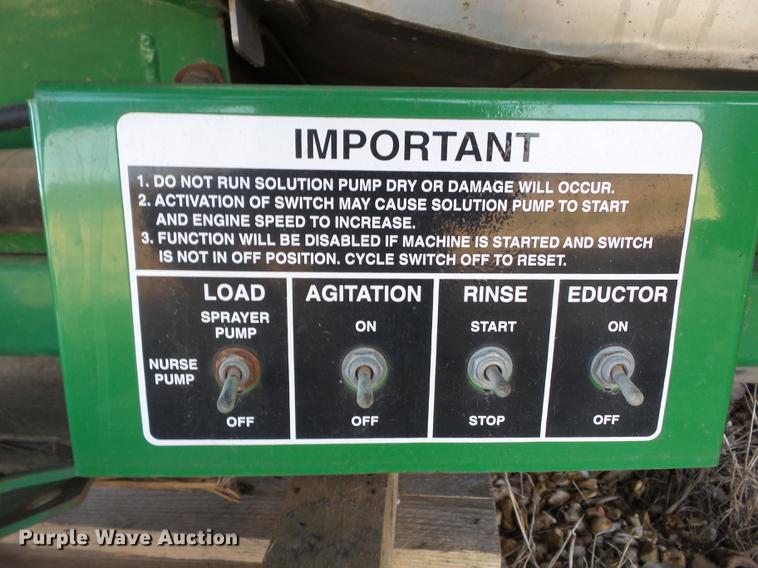 IMPORTANT
1. DO NOT RUN SOLUTION PUMP DRY OR DAMAGE WILL OCCUR.
2. ACTIVATION OF SWITCH MAY CAUSE SOLUTION PUMP TO START
AND ENGINE SPEED TO INCREASE.
3. FUNCTION WILL BE DISABLED IF MACHINE IS STARTED AND SWITCH
IS NOT IN OFF POSITION. CYCLE SWITCH OFF TO RESET.
LOAD
SPRAYER
PUMP
NURSE
PUMP
OFF
AGITATION
ON
OFF
RINSE
START
STOP
EDUCTOR
ON
OFF
Purple Wave Auction